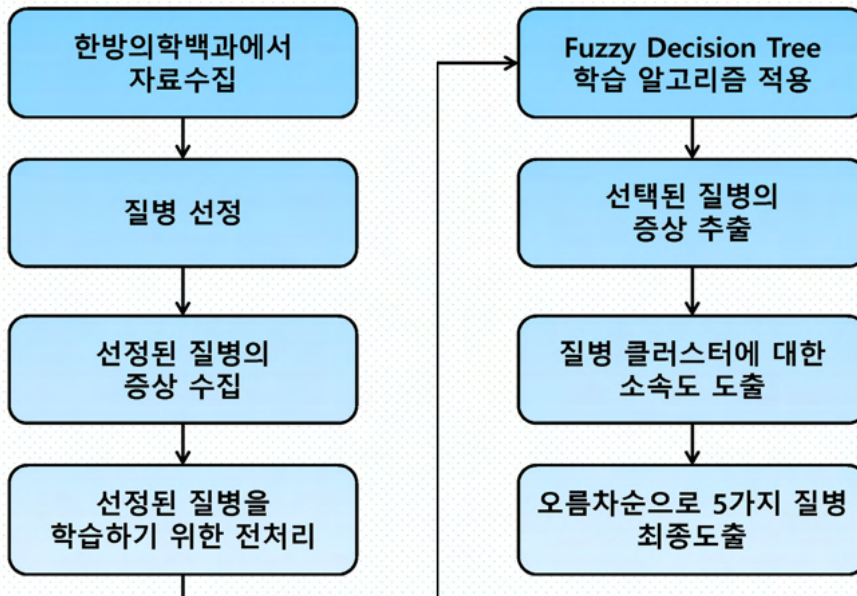 한방의학백과에서
자료수집
질병 선정
선정된 질병의
증상 수집
선정된 질병을
학습하기 위한 전처리
Fuzzy Decision Tree
학습 알고리즘 적용
선택된 질병의
증상 추출
질병 클러스터에 대한
소속도 도출
오름차순으로 5가지 질병
최종도출